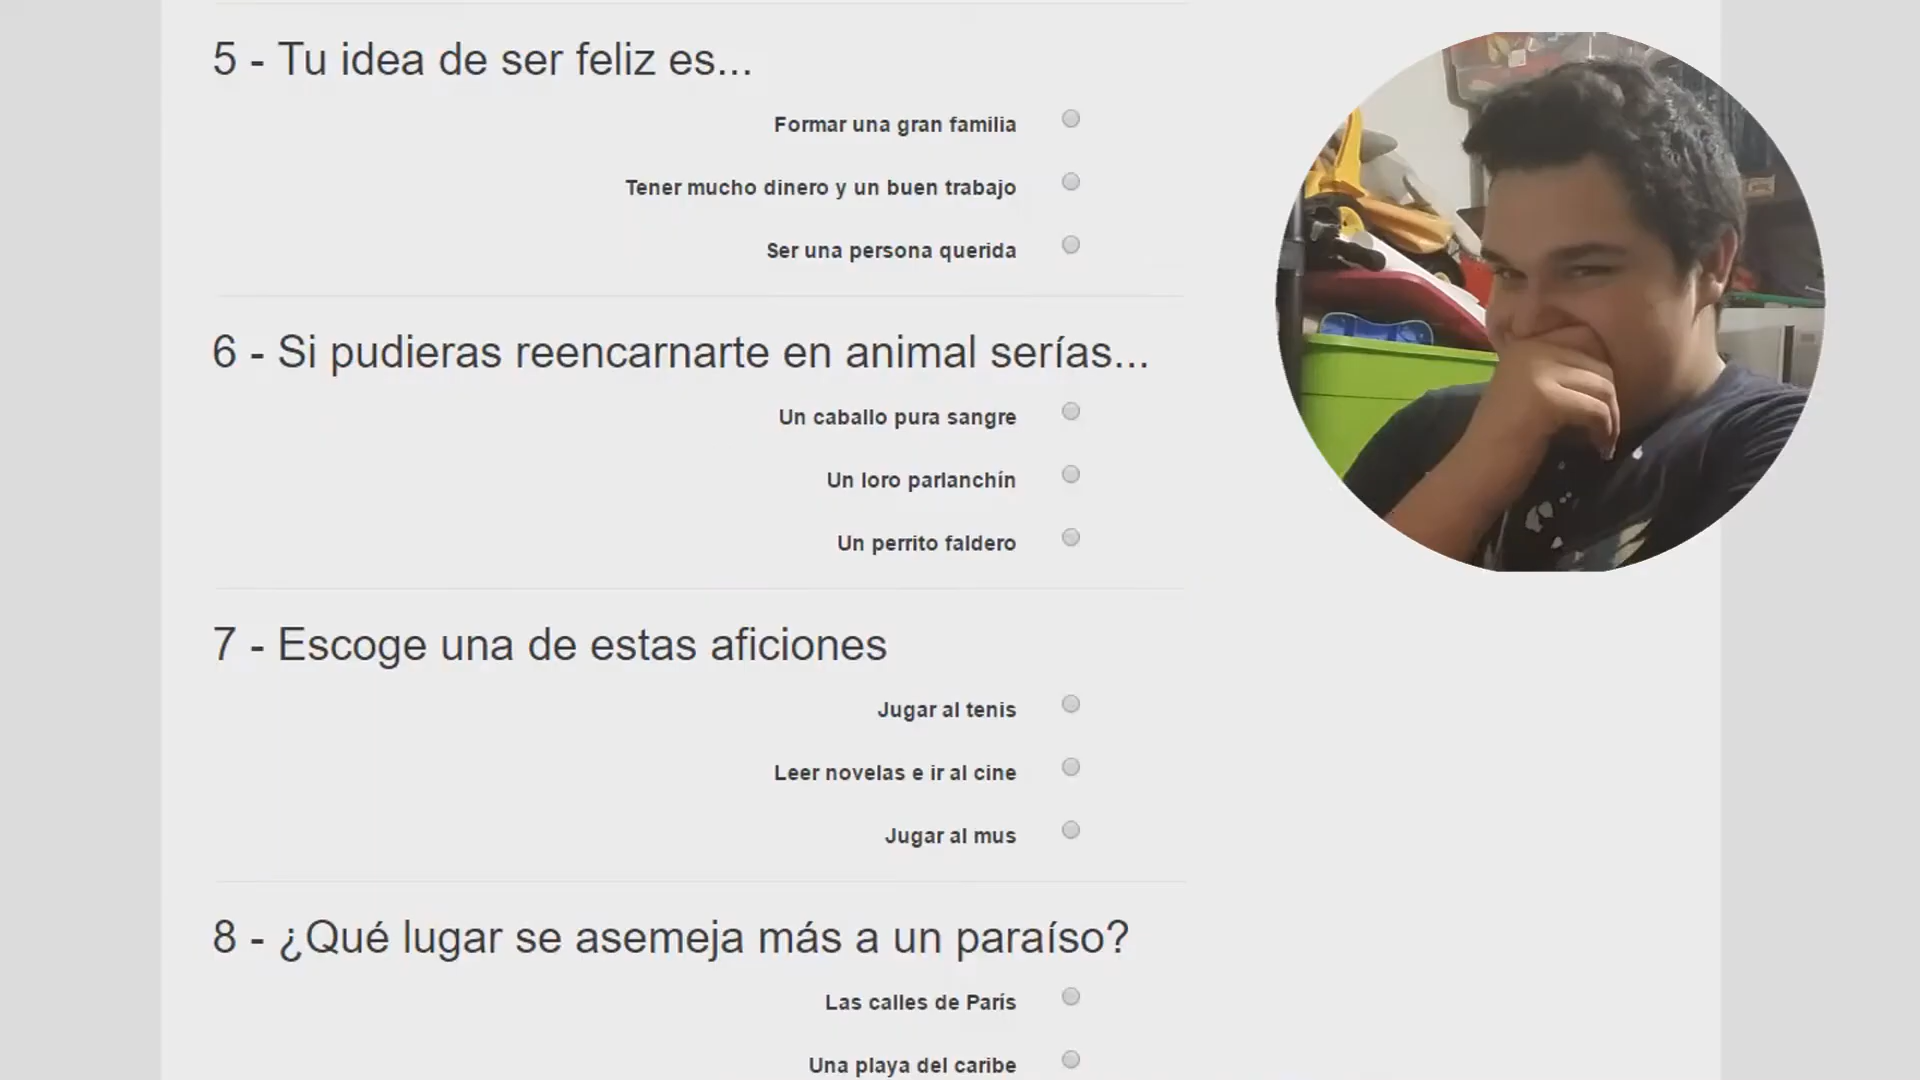 5 - Tu idea de ser feliz es...
Formar una gran familia
Tener mucho dinero y un buen trabajo
Ser una persona querida
6 - Si pudieras reencarnarte en animal serías...
Un caballo pura sangre
Un loro parlanchín
Un perrito faldero
7 - Escoge una de estas aficiones
Jugar al tenis
Leer novelas e ir al cine
Jugar al mus
8 - ¿Qué lugar se asemeja más a un paraíso?
Las calles de París
Una playa del caribe